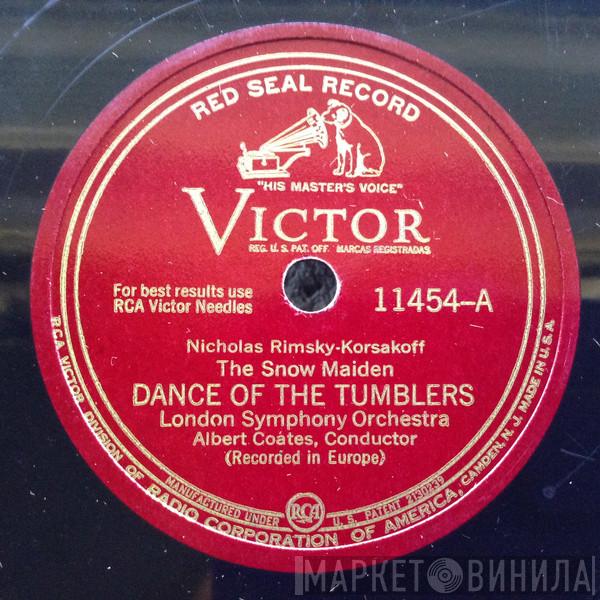 RED SEAL RECORD
"HIS MASTER'S VOICE"
VICTOR
REG. U. S. PAT. OFF. MARCAS REGISTRADAS
For best results use
RCA Victor Needles
11454-A
Nicholas Rimsky-Korsakoff
The Snow Maiden
DANCE OF THE TUMBLERS
London Symphony Orchestra
Albert Coates, Conductor
(Recorded in Europe)
MANUFACTURED UNDER RCA U. S. PATENT 2130239
RCA VICTOR DIVISION OF RADIO CORPORATION OF AMERICA, CAMDEN, N. J. MADE IN U. S. A.
МАРКЕТ ВИНИЛА